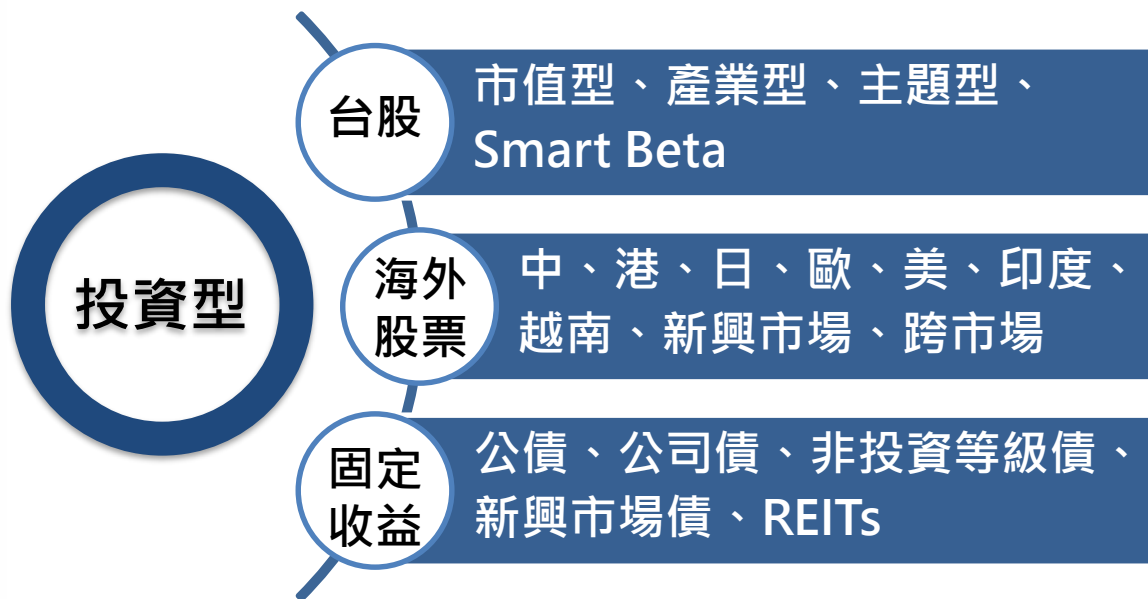 投資型
台股
市值型、產業型、主題型、
Smart Beta
海外
股票
中、港、日、歐、美、印度、
越南、新興市場、跨市場
固定
收益
公債、公司債、非投資等級債、
新興市場債、REITs